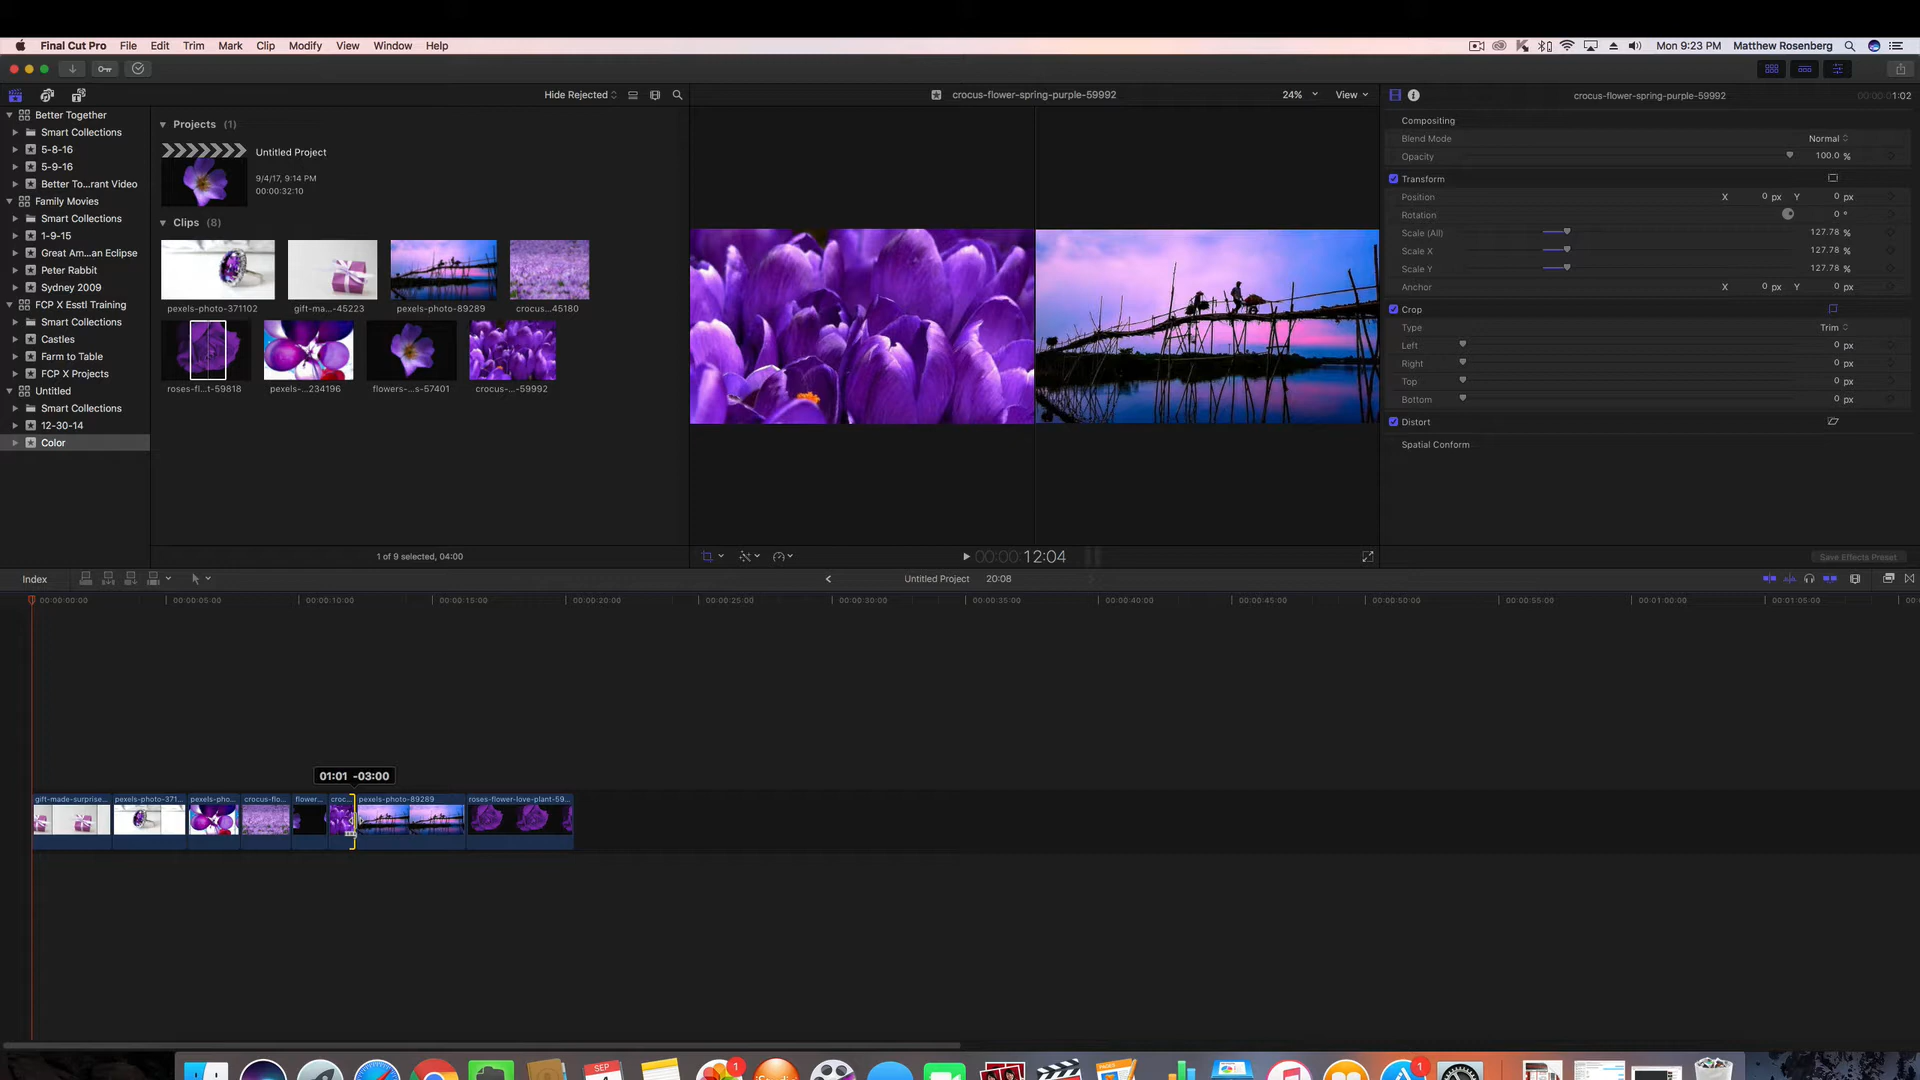 Final Cut Pro File Edit Trim Mark Clip Modify View Window Help
Mon 9:23 PM Matthew Rosenberg
Hide Rejected
crocus-flower-spring-purple-59992
24% View
crocus-flower-spring-purple-59992
00:00:01:02
Better Together
Smart Collections
5-8-16
5-9-16
Better To...rant Video
Family Movies
Smart Collections
1-9-15
Great Am...an Eclipse
Peter Rabbit
Sydney 2009
FCP X Esstl Training
Smart Collections
Castles
Farm to Table
FCP X Projects
Untitled
Smart Collections
12-30-14
Color
Projects (1)
Untitled Project
9/4/17, 9:14 PM
00:00:32:10
Clips (8)
pexels-photo-371102
gift-ma...-45223
pexels-photo-89289
crocus...45180
roses-fl...t-59818
pexels-...234196
flowers-...s-57401
crocus-...-59992
1 of 9 selected, 04:00
00:00:12:04
Compositing
Blend Mode Normal
Opacity 100.0 %
Transform
Position X 0 px Y 0 px
Rotation 0 °
Scale (All) 127.78 %
Scale X 127.78 %
Scale Y 127.78 %
Anchor X 0 px Y 0 px
Crop
Type Trim
Left 0 px
Right 0 px
Top 0 px
Bottom 0 px
Distort
Spatial Conform
Save Effects Preset
Index
Untitled Project 20:08
00:00:00:00 00:00:05:00 00:00:10:00 00:00:15:00 00:00:20:00 00:00:25:00 00:00:30:00 00:00:35:00 00:00:40:00 00:00:45:00 00:00:50:00 00:00:55:00 00:01:00:00 00:01:05:00
01:01 -03:00
gift-made-surprise... pexels-photo-371... pexels-pho... crocus-flo... flower... croc... pexels-photo-89289 roses-flower-love-plant-59...
SEP
1
PAGES
1